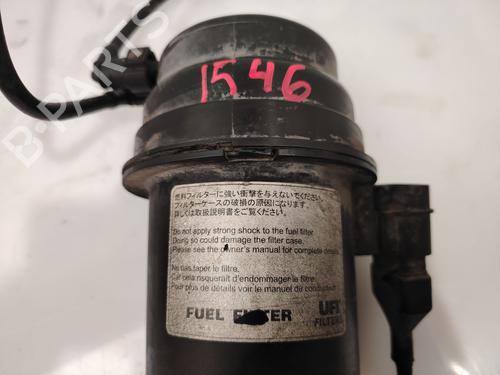 B-PARTS
1546
燃料フィルターに強い衝撃を与えないでください。
フィルターケースの破損の原因になります。
詳しくは取扱説明書をご覧ください。
Do not apply strong shock to the fuel filter
Doing so could damage the filter case.
Please see the owner's manual for complete details.
Ne pas taper le filtre.
Car cela risquerait d'endommager le filtre
Pour plus de détails voir le manuel de conducteur
FUEL FILTER UFI
FILTERS